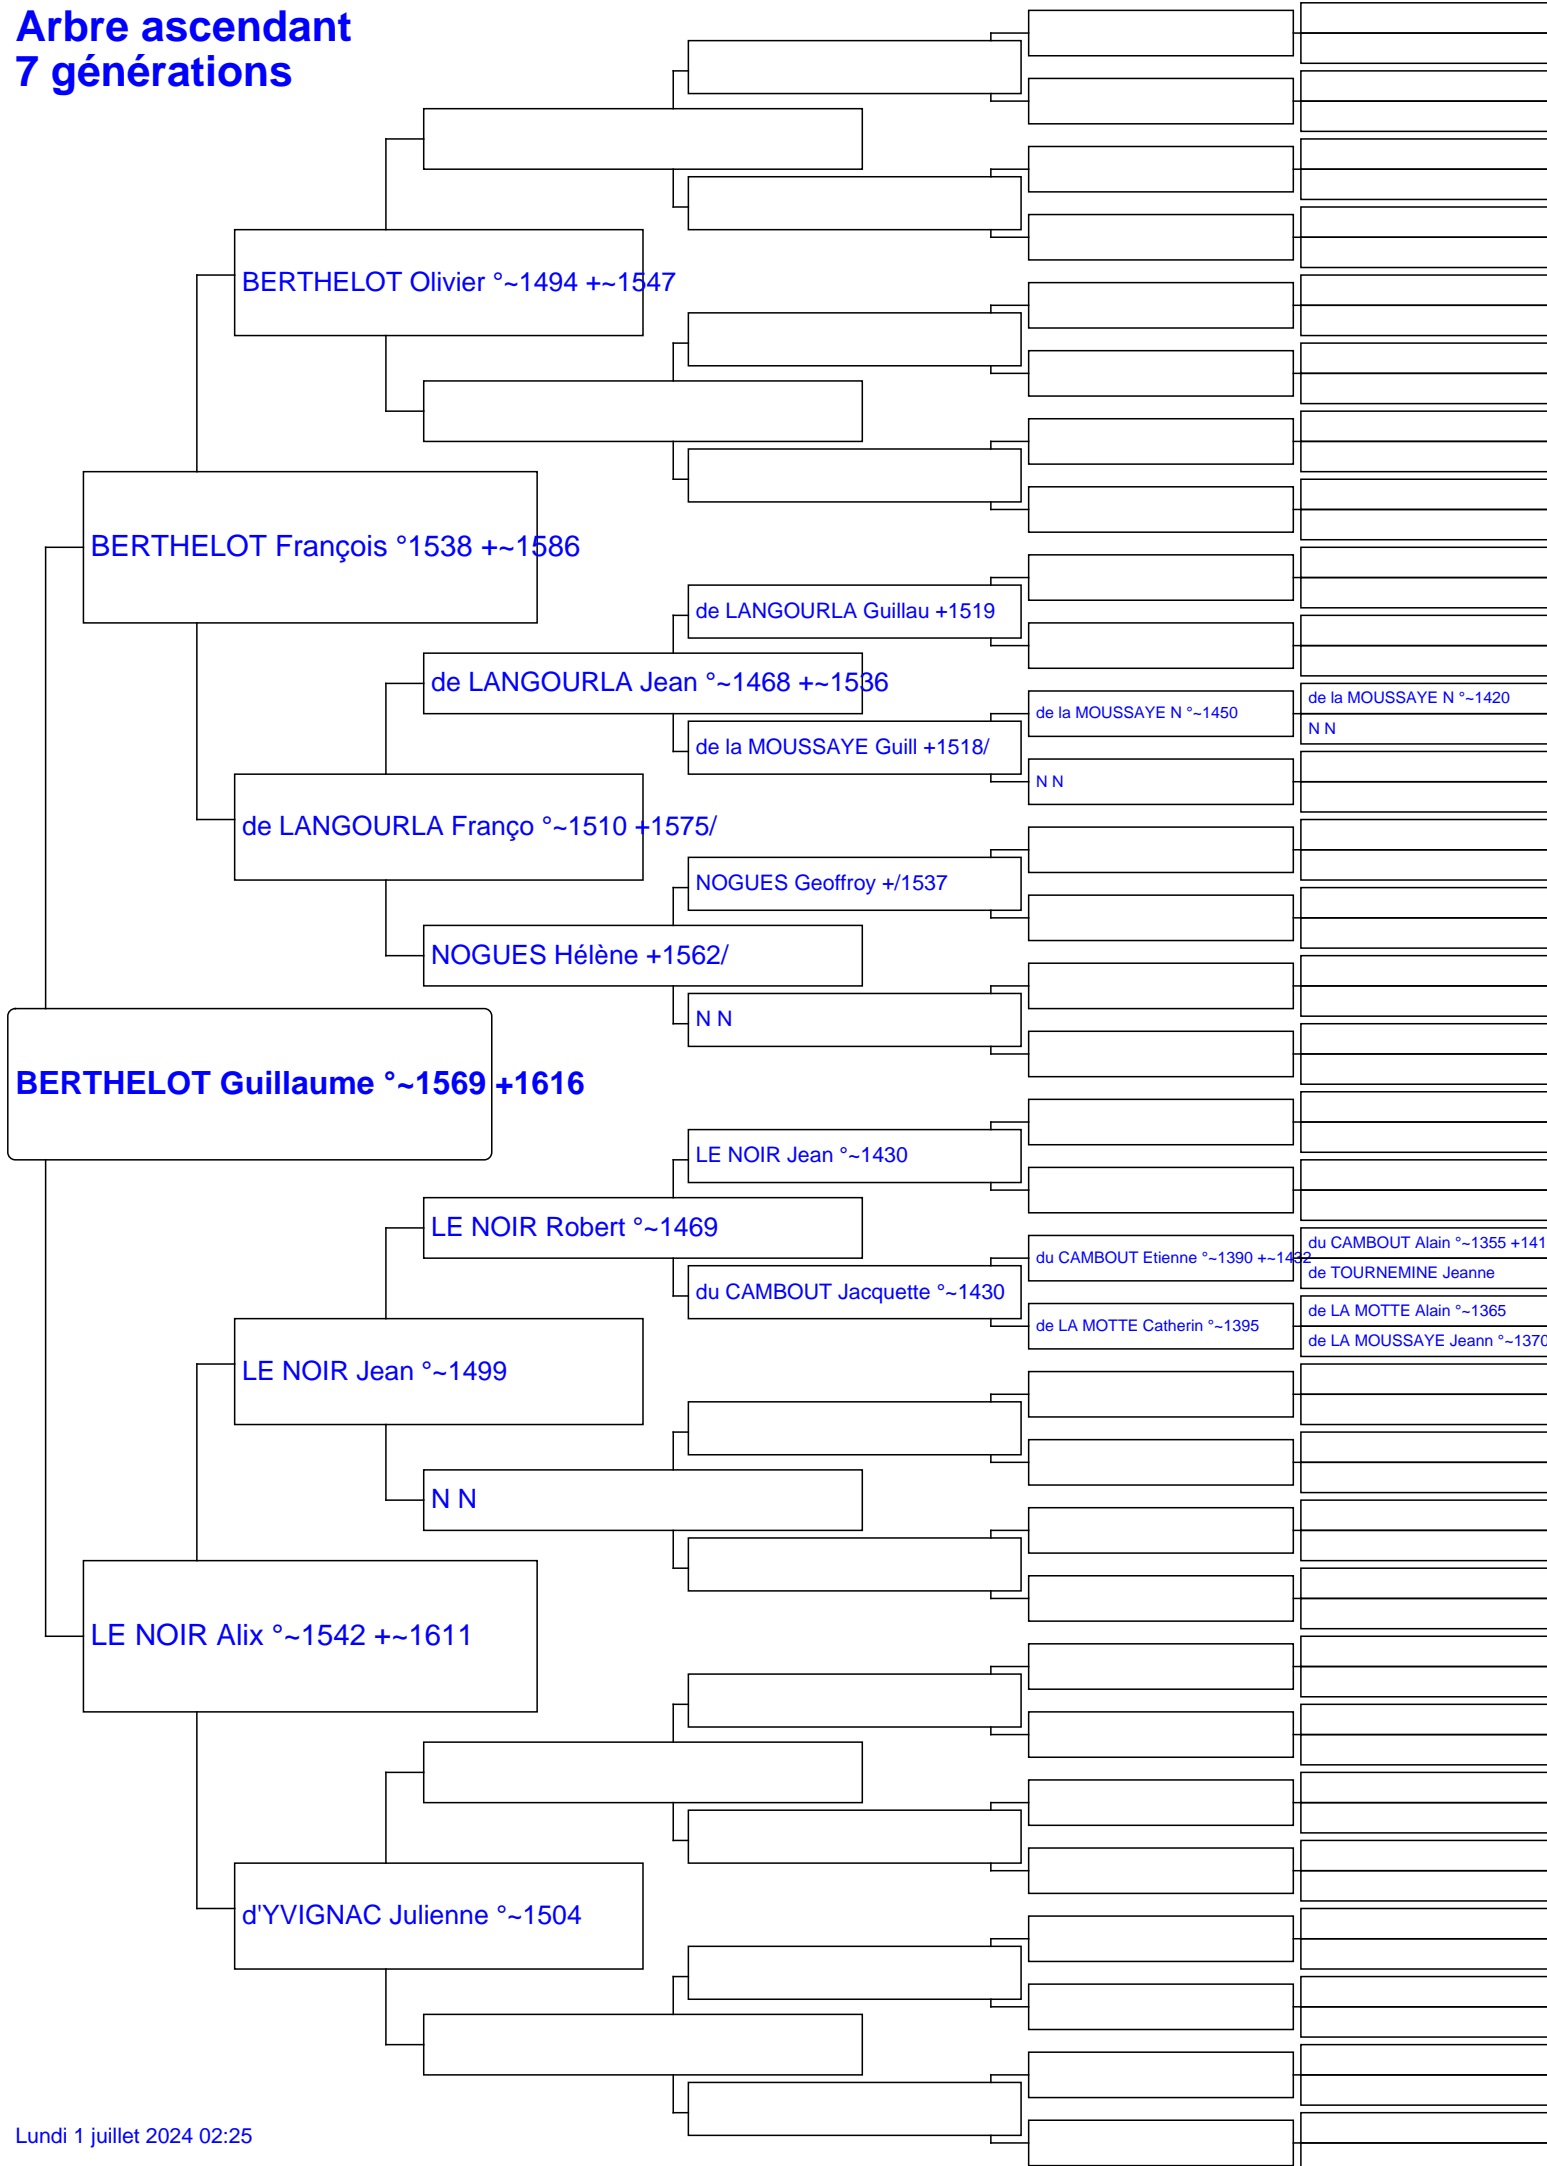 Arbre ascendant
7 générations
BERTHELOT Olivier °~1494 +~1547
BERTHELOT François °1538 +~1586
de LANGOURLA Guillau +1519
de LANGOURLA Jean °~1468 +~1536
de la MOUSSAYE N °~1420
de la MOUSSAYE N °~1450
N N
de la MOUSSAYE Guill +1518/
N N
de LANGOURLA Franço °~1510 +1575/
NOGUES Geoffroy +/1537
NOGUES Hélène +1562/
N N
BERTHELOT Guillaume °~1569 +1616
LE NOIR Jean °~1430
LE NOIR Robert °~1469
du CAMBOUT Alain °~1355 +141
du CAMBOUT Etienne °~1390 +~1432
de TOURNEMINE Jeanne
du CAMBOUT Jacquette °~1430
de LA MOTTE Alain °~1365
de LA MOTTE Catherin °~1395
de LA MOUSSAYE Jeann °~1370
LE NOIR Jean °~1499
N N
LE NOIR Alix °~1542 +~1611
d'YVIGNAC Julienne °~1504
Lundi 1 juillet 2024 02:25